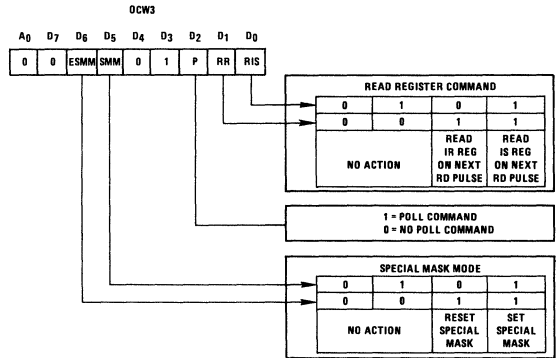 OCW3
A0 D7 D6 D5 D4 D3 D2 D1 D0
0 0 ESMM SMM 0 1 P RR RIS
READ REGISTER COMMAND
0 1 0 1
0 0 1 1
NO ACTION
READ
IR REG
ON NEXT
RD PULSE
READ
IS REG
ON NEXT
RD PULSE
1 = POLL COMMAND
0 = NO POLL COMMAND
SPECIAL MASK MODE
0 1 0 1
0 0 1 1
NO ACTION
RESET
SPECIAL
MASK
SET
SPECIAL
MASK